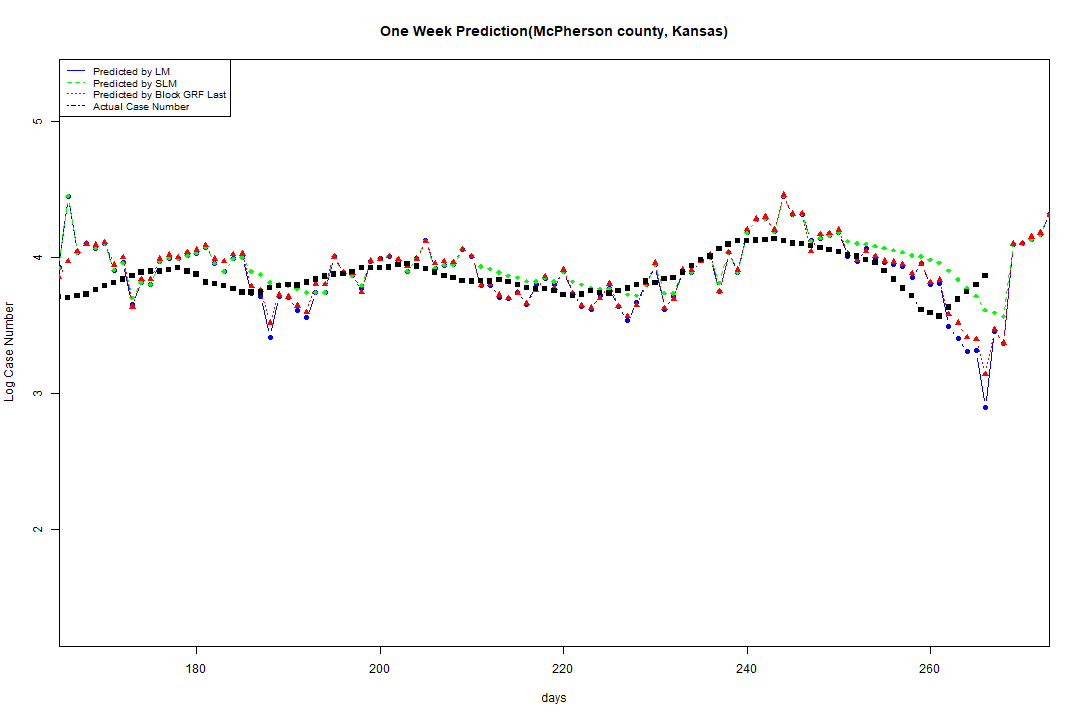 One Week Prediction(McPherson county, Kansas)
Predicted by LM
Predicted by SLM
Predicted by Block GRF Last
Actual Case Number
5
4
3
2
Log Case Number
180 200 220 240 260
days